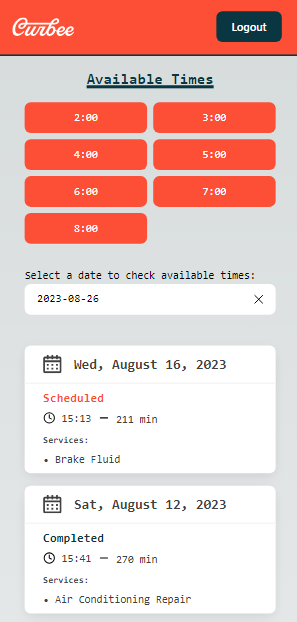 Curbee
Logout
Available Times
2:00
3:00
4:00
5:00
6:00
7:00
8:00
Select a date to check available times:
2023-08-26
Wed, August 16, 2023
Scheduled
15:13 — 211 min
Services:
• Brake Fluid
Sat, August 12, 2023
Completed
15:41 — 270 min
Services:
• Air Conditioning Repair